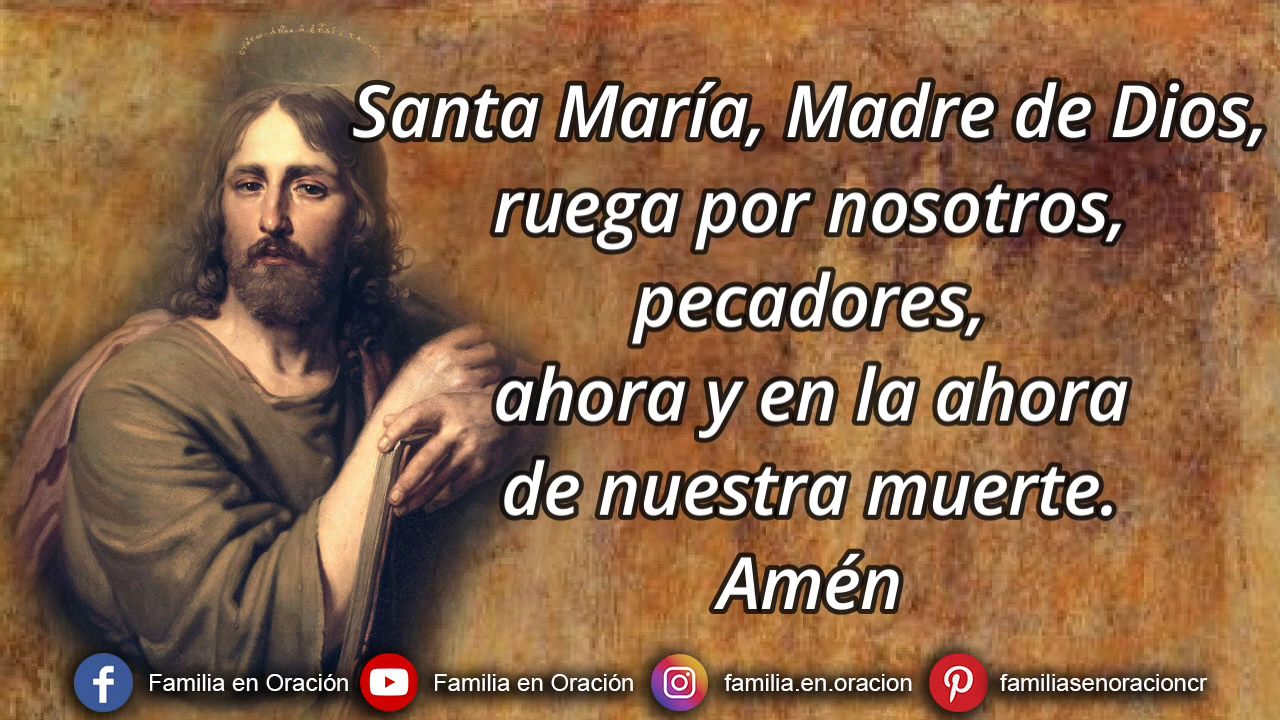 Santa María, Madre de Dios,
ruega por nosotros,
pecadores,
ahora y en la ahora
de nuestra muerte.
Amén
Familia en Oración
Familia en Oración
familia.en.oracion
familiasenoracioncr